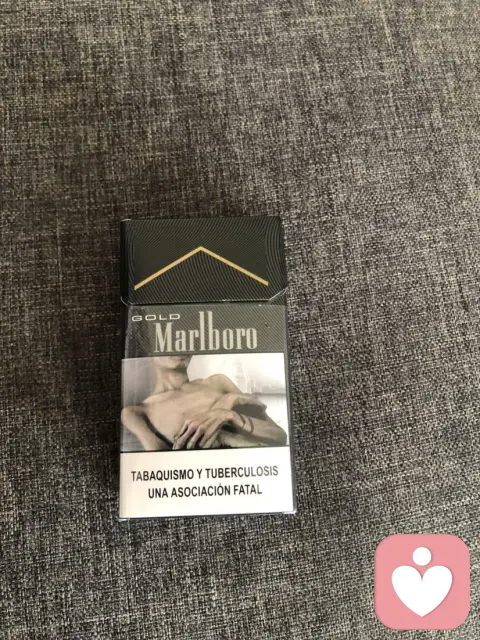 GOLD
Marlboro
TABAQUISMO Y TUBERCULOSIS
UNA ASOCIACIÓN FATAL